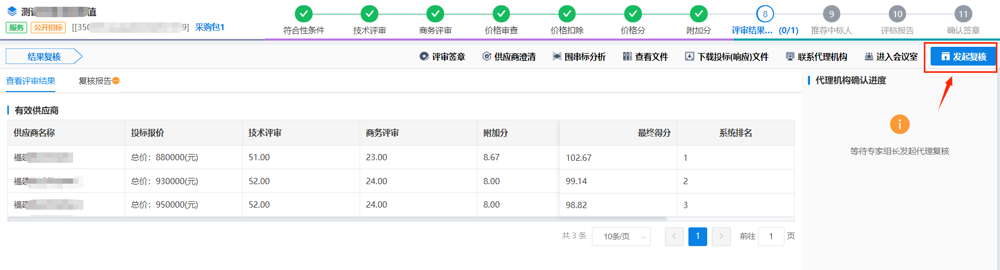 测 值
服务 公开招标 [[350 9] 采购包1
符合性条件 技术评审 商务评审 价格审查 价格扣除 价格分 附加分 8 评审结果... (0/1) 9 推荐中标人 10 评标报告 11 确认签章
结果复核
评审签章 供应商澄清 围串标分析 查看文件 下载投标(响应)文件 联系代理机构 进入会议室 发起复核
查看评审结果 复核报告
代理机构确认进度
等待专家组长发起代理复核
有效供应商
供应商名称 投标报价 技术评审 商务评审 附加分 最终得分 系统排名
福建 总价：880000(元) 51.00 23.00 8.67 102.67 1
福建 总价：930000(元) 52.00 24.00 8.00 99.14 2
福建 总价：950000(元) 52.00 24.00 8.00 98.82 3
共 3 条 10条/页 1 前往 1 页